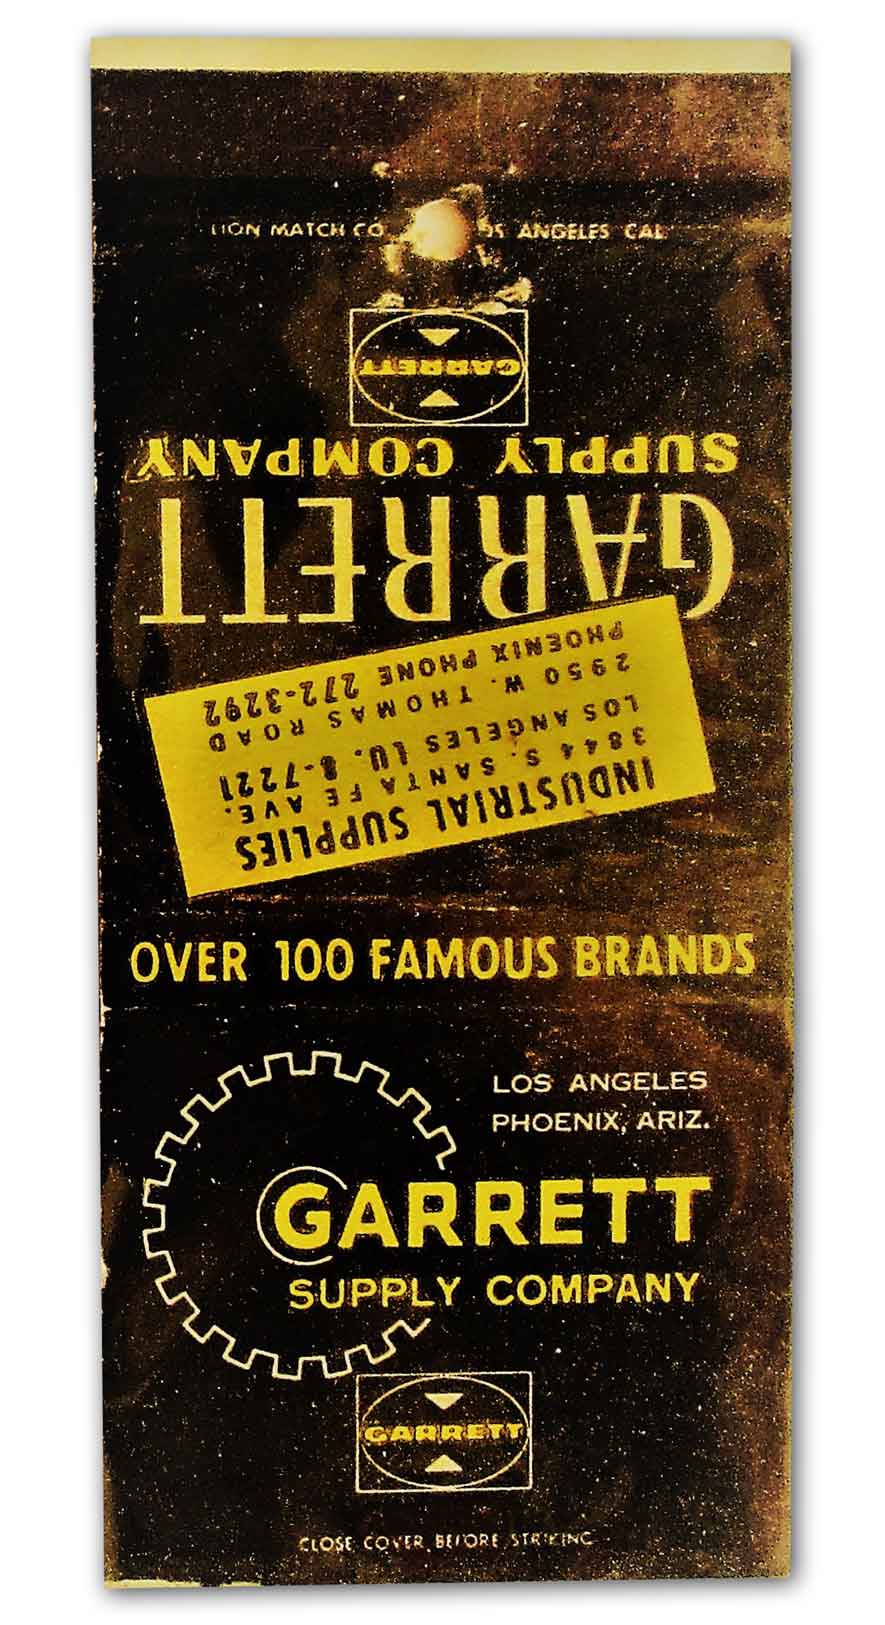 LION MATCH CO. LOS ANGELES CAL
GARRETT
SUPPLY COMPANY
GARRETT
INDUSTRIAL SUPPLIES
3844 S. SANTA FE AVE.
LOS ANGELES LU. 8-7221
2950 W. THOMAS ROAD
PHOENIX PHONE 272-3292
OVER 100 FAMOUS BRANDS
LOS ANGELES
PHOENIX, ARIZ.
GARRETT
SUPPLY COMPANY
GARRETT
CLOSE COVER BEFORE STRIKING